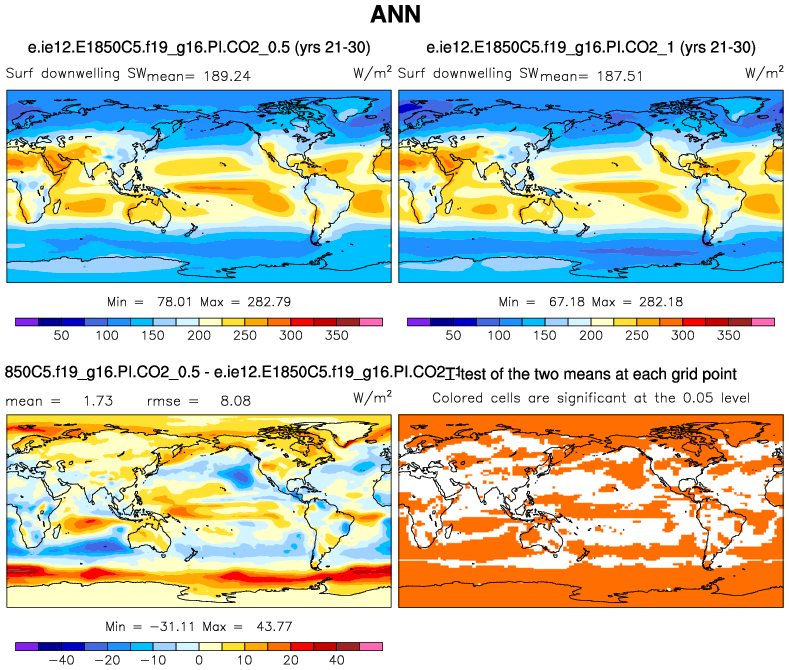 ANN
e.ie12.E1850C5.f19_g16.PI.CO2_0.5 (yrs 21-30)
e.ie12.E1850C5.f19_g16.PI.CO2_1 (yrs 21-30)
Surf downwelling SW mean= 189.24 W/m²
Surf downwelling SW mean= 187.51 W/m²
Min = 78.01 Max = 282.79
Min = 67.18 Max = 282.18
50 100 150 200 250 300 350
50 100 150 200 250 300 350
850C5.f19_g16.PI.CO2_0.5 - e.ie12.E1850C5.f19_g16.PI.CO2_1
T-test of the two means at each grid point
mean = 1.73 rmse = 8.08 W/m²
Colored cells are significant at the 0.05 level
Min = −31.11 Max = 43.77
−40 −20 −10 0 10 20 40